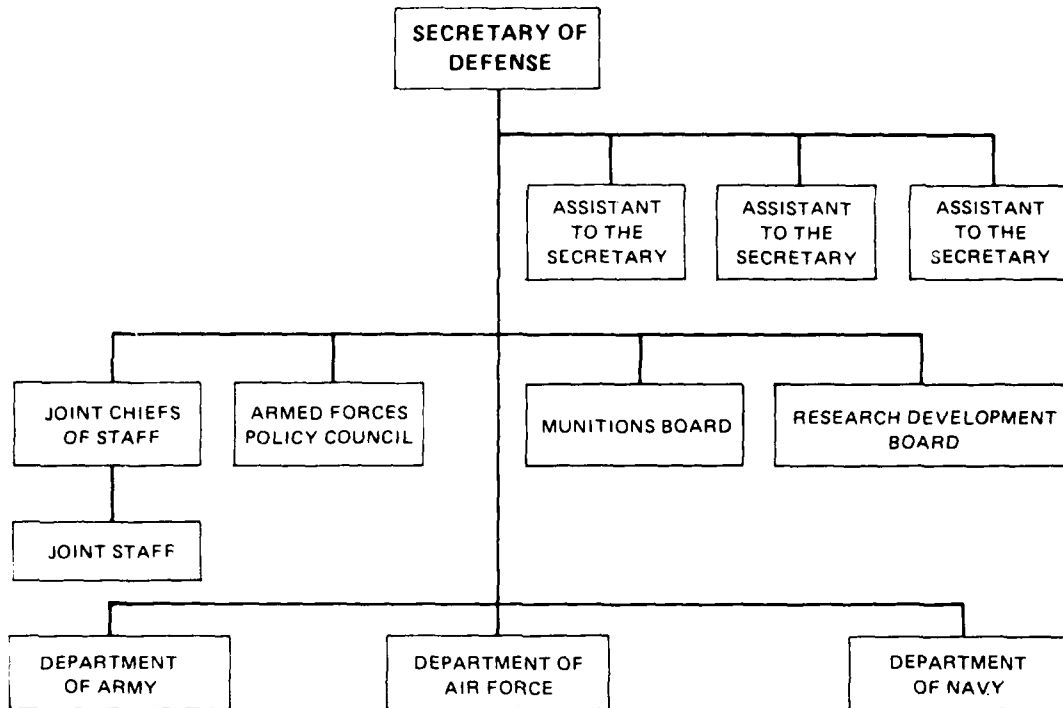 SECRETARY OF
DEFENSE
ASSISTANT
TO THE
SECRETARY
ASSISTANT
TO THE
SECRETARY
ASSISTANT
TO THE
SECRETARY
JOINT CHIEFS
OF STAFF
ARMED FORCES
POLICY COUNCIL
MUNITIONS BOARD
RESEARCH DEVELOPMENT
BOARD
JOINT STAFF
DEPARTMENT
OF ARMY
DEPARTMENT OF
AIR FORCE
DEPARTMENT
OF NAVY